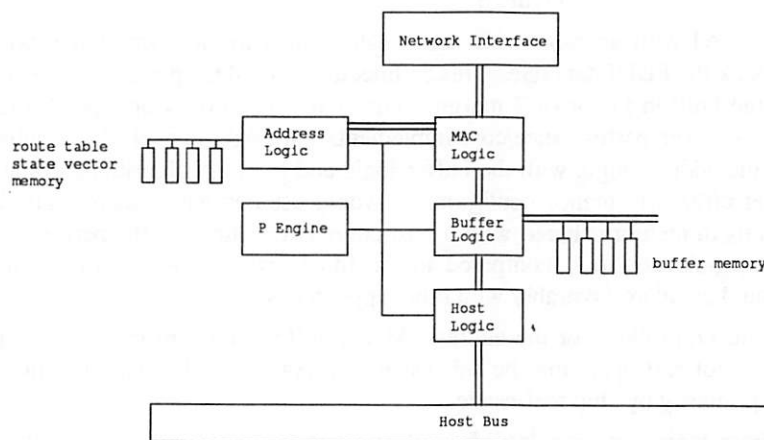 Network Interface
Address
Logic
MAC
Logic
route table
state vector
memory
P Engine
Buffer
Logic
buffer memory
Host
Logic
Host Bus